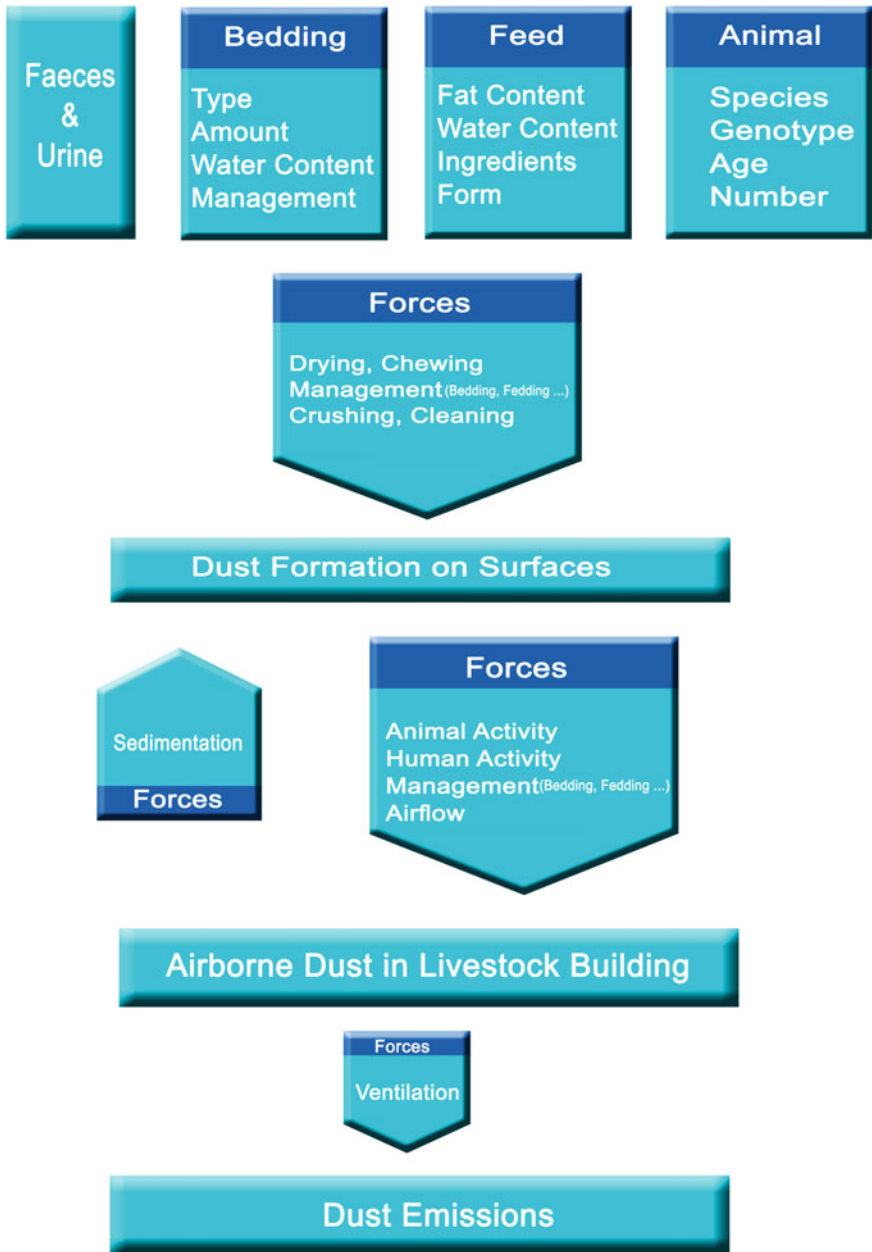 Faeces
&
Urine
Bedding
Type
Amount
Water Content
Management
Feed
Fat Content
Water Content
Ingredients
Form
Animal
Species
Genotype
Age
Number
Forces
Drying, Chewing
Management (Bedding, Fedding ...)
Crushing, Cleaning
Dust Formation on Surfaces
Sedimentation
Forces
Forces
Animal Activity
Human Activity
Management (Bedding, Fedding ...)
Airflow
Airborne Dust in Livestock Building
Forces
Ventilation
Dust Emissions